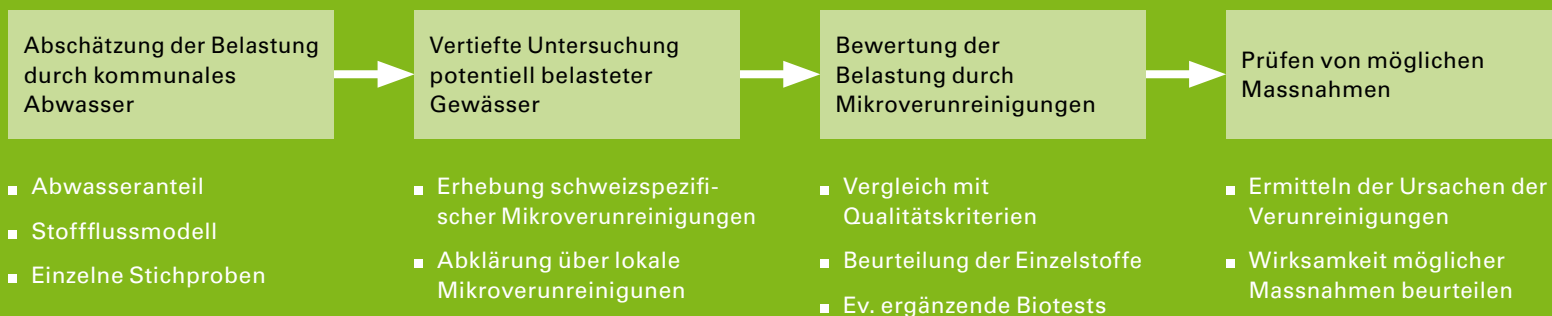 Abschätzung der Belastung
durch kommunales
Abwasser
Abwasseranteil
Stoffflussmodell
Einzelne Stichproben
Vertiefte Untersuchung
potentiell belasteter
Gewässer
Erhebung schweizspezifi-
scher Mikroverunreinigungen
Abklärung über lokale
Mikroverunreinigunen
Bewertung der
Belastung durch
Mikroverunreinigungen
Vergleich mit
Qualitätskriterien
Beurteilung der Einzelstoffe
Ev. ergänzende Biotests
Prüfen von möglichen
Massnahmen
Ermitteln der Ursachen der
Verunreinigungen
Wirksamkeit möglicher
Massnahmen beurteilen